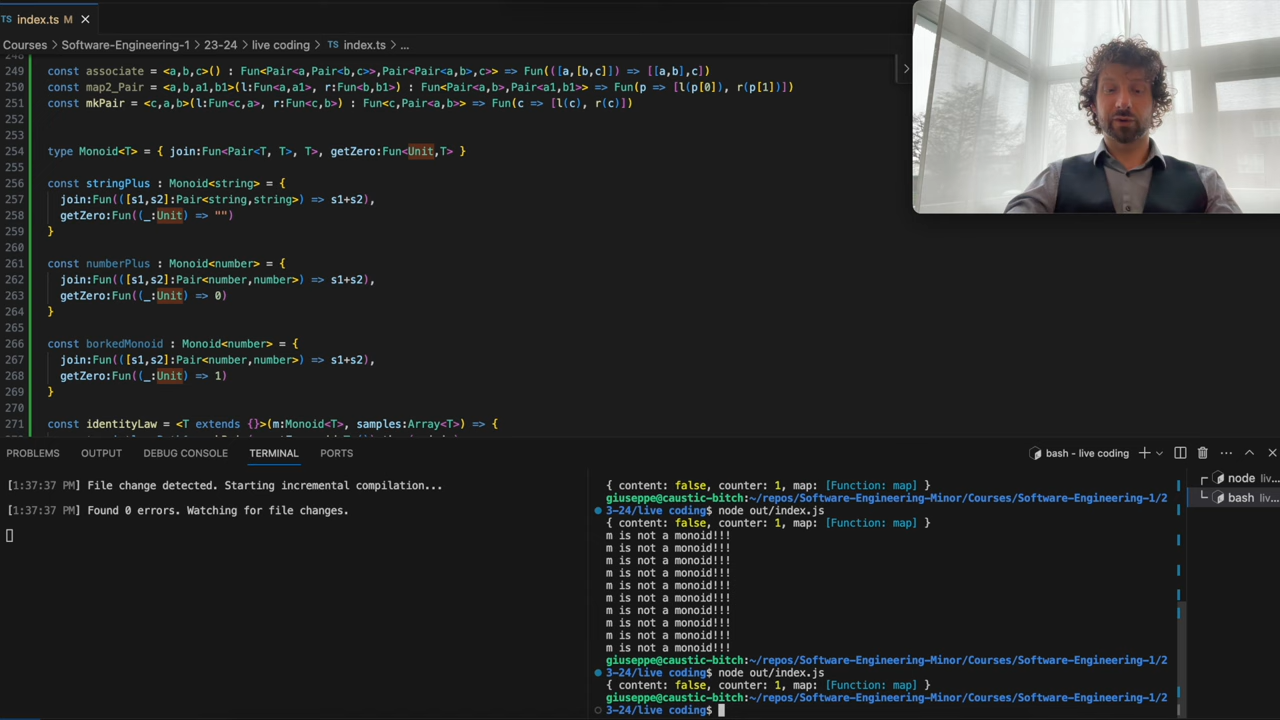 TS index.ts M ×
Courses > Software-Engineering-1 > 23-24 > live coding > TS index.ts > ...
249 const associate = <a,b,c>() : Fun<Pair<a,Pair<b,c>>,Pair<Pair<a,b>,c>> => Fun(([a,[b,c]]) => [[a,b],c])
250 const map2_Pair = <a,b,a1,b1>(l:Fun<a,a1>, r:Fun<b,b1>) : Fun<Pair<a,b>,Pair<a1,b1>> => Fun(p => [l(p[0]), r(p[1])])
251 const mkPair = <c,a,b>(l:Fun<c,a>, r:Fun<c,b>) : Fun<c,Pair<a,b>> => Fun(c => [l(c), r(c)])
252
253
254 type Monoid<T> = { join:Fun<Pair<T, T>, T>, getZero:Fun<Unit,T> }
255
256 const stringPlus : Monoid<string> = {
257 join:Fun(([s1,s2]:Pair<string,string>) => s1+s2),
258 getZero:Fun((_:Unit) => "")
259 }
260
261 const numberPlus : Monoid<number> = {
262 join:Fun(([s1,s2]:Pair<number,number>) => s1+s2),
263 getZero:Fun((_:Unit) => 0)
264 }
265
266 const borkedMonoid : Monoid<number> = {
267 join:Fun(([s1,s2]:Pair<number,number>) => s1+s2),
268 getZero:Fun((_:Unit) => 1)
269 }
270
271 const identityLaw = <T extends {}>(m:Monoid<T>, samples:Array<T>) => {
PROBLEMS OUTPUT DEBUG CONSOLE TERMINAL PORTS
bash - live coding
[1:37:37 PM] File change detected. Starting incremental compilation...
[1:37:37 PM] Found 0 errors. Watching for file changes.
{ content: false, counter: 1, map: [Function: map] }
giuseppe@caustic-bitch:~/repos/Software-Engineering-Minor/Courses/Software-Engineering-1/2
3-24/live coding$ node out/index.js
{ content: false, counter: 1, map: [Function: map] }
m is not a monoid!!!
m is not a monoid!!!
m is not a monoid!!!
m is not a monoid!!!
m is not a monoid!!!
m is not a monoid!!!
m is not a monoid!!!
m is not a monoid!!!
m is not a monoid!!!
m is not a monoid!!!
giuseppe@caustic-bitch:~/repos/Software-Engineering-Minor/Courses/Software-Engineering-1/2
3-24/live coding$ node out/index.js
{ content: false, counter: 1, map: [Function: map] }
giuseppe@caustic-bitch:~/repos/Software-Engineering-Minor/Courses/Software-Engineering-1/2
3-24/live coding$
node liv...
bash liv...